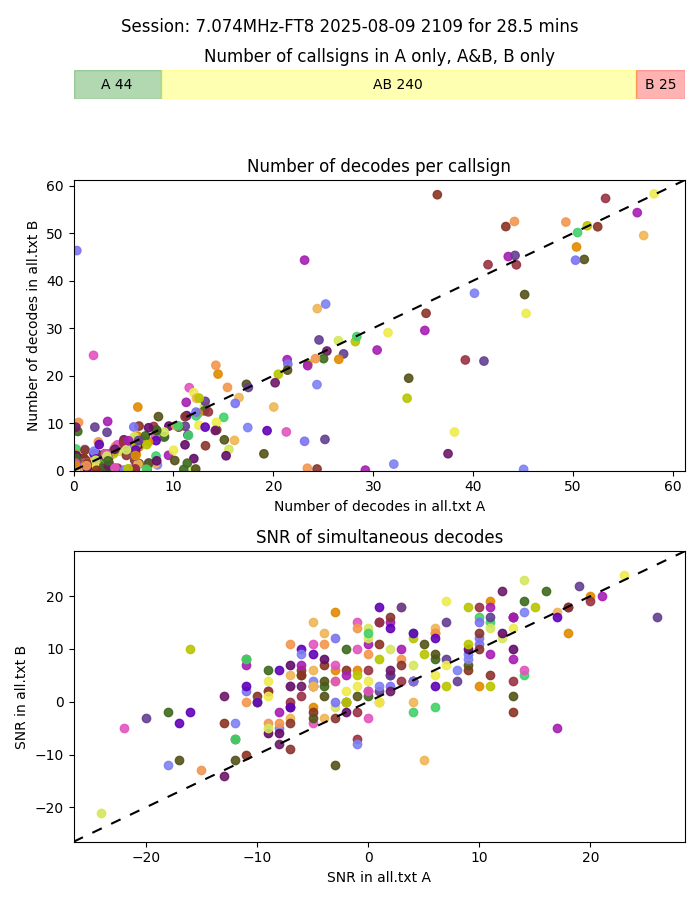 Session: 7.074MHz-FT8 2025-08-09 2109 for 28.5 mins
Number of callsigns in A only, A&B, B only
A 44 AB 240 B 25
Number of decodes per callsign
60
50
40
30
20
10
0
Number of decodes in all.txt B
0 10 20 30 40 50 60
Number of decodes in all.txt A
SNR of simultaneous decodes
20
10
0
−10
−20
SNR in all.txt B
−20 −10 0 10 20
SNR in all.txt A